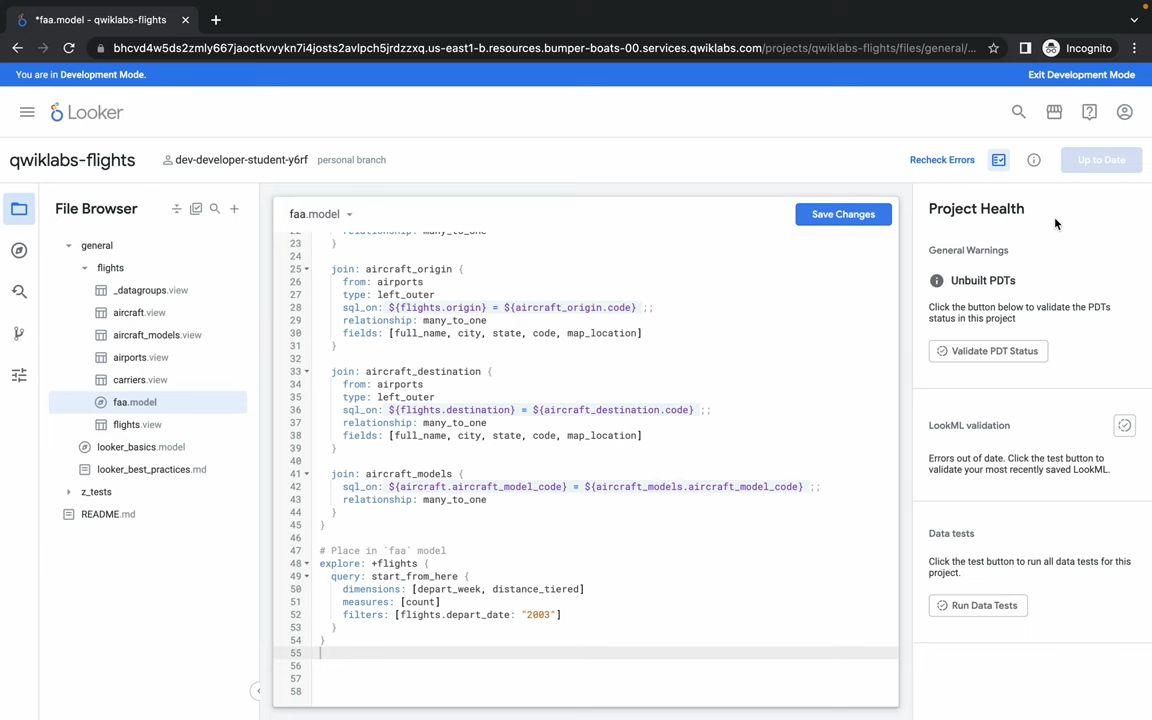 *faa.model - qwiklabs-flights
bhcvd4w5ds2zmly667jaoctkvvykn7i4josts2avlpch5jrdzzxq.us-east1-b.resources.bumper-boats-00.services.qwiklabs.com/projects/qwiklabs-flights/files/general/...
Incognito
You are in Development Mode.
Exit Development Mode
Looker
qwiklabs-flights
dev-developer-student-y6rf personal branch
Recheck Errors
Up to Date
File Browser
general
flights
_datagroups.view
aircraft.view
aircraft_models.view
airports.view
carriers.view
faa.model
flights.view
looker_basics.model
looker_best_practices.md
z_tests
README.md
faa.model
Save Changes
22 relationship: many_to_one
23 }
24
25 join: aircraft_origin {
26 from: airports
27 type: left_outer
28 sql_on: ${flights.origin} = ${aircraft_origin.code} ;;
29 relationship: many_to_one
30 fields: [full_name, city, state, code, map_location]
31 }
32
33 join: aircraft_destination {
34 from: airports
35 type: left_outer
36 sql_on: ${flights.destination} = ${aircraft_destination.code} ;;
37 relationship: many_to_one
38 fields: [full_name, city, state, code, map_location]
39 }
40
41 join: aircraft_models {
42 sql_on: ${aircraft.aircraft_model_code} = ${aircraft_models.aircraft_model_code} ;;
43 relationship: many_to_one
44 }
45 }
46
47 # Place in `faa` model
48 explore: +flights {
49 query: start_from_here {
50 dimensions: [depart_week, distance_tiered]
51 measures: [count]
52 filters: [flights.depart_date: "2003"]
53 }
54 }
55
56
57
58
Project Health
General Warnings
Unbuilt PDTs
Click the button below to validate the PDTs
status in this project
Validate PDT Status
LookML validation
Errors out of date. Click the test button to
validate your most recently saved LookML.
Data tests
Click the test button to run all data tests for this
project.
Run Data Tests